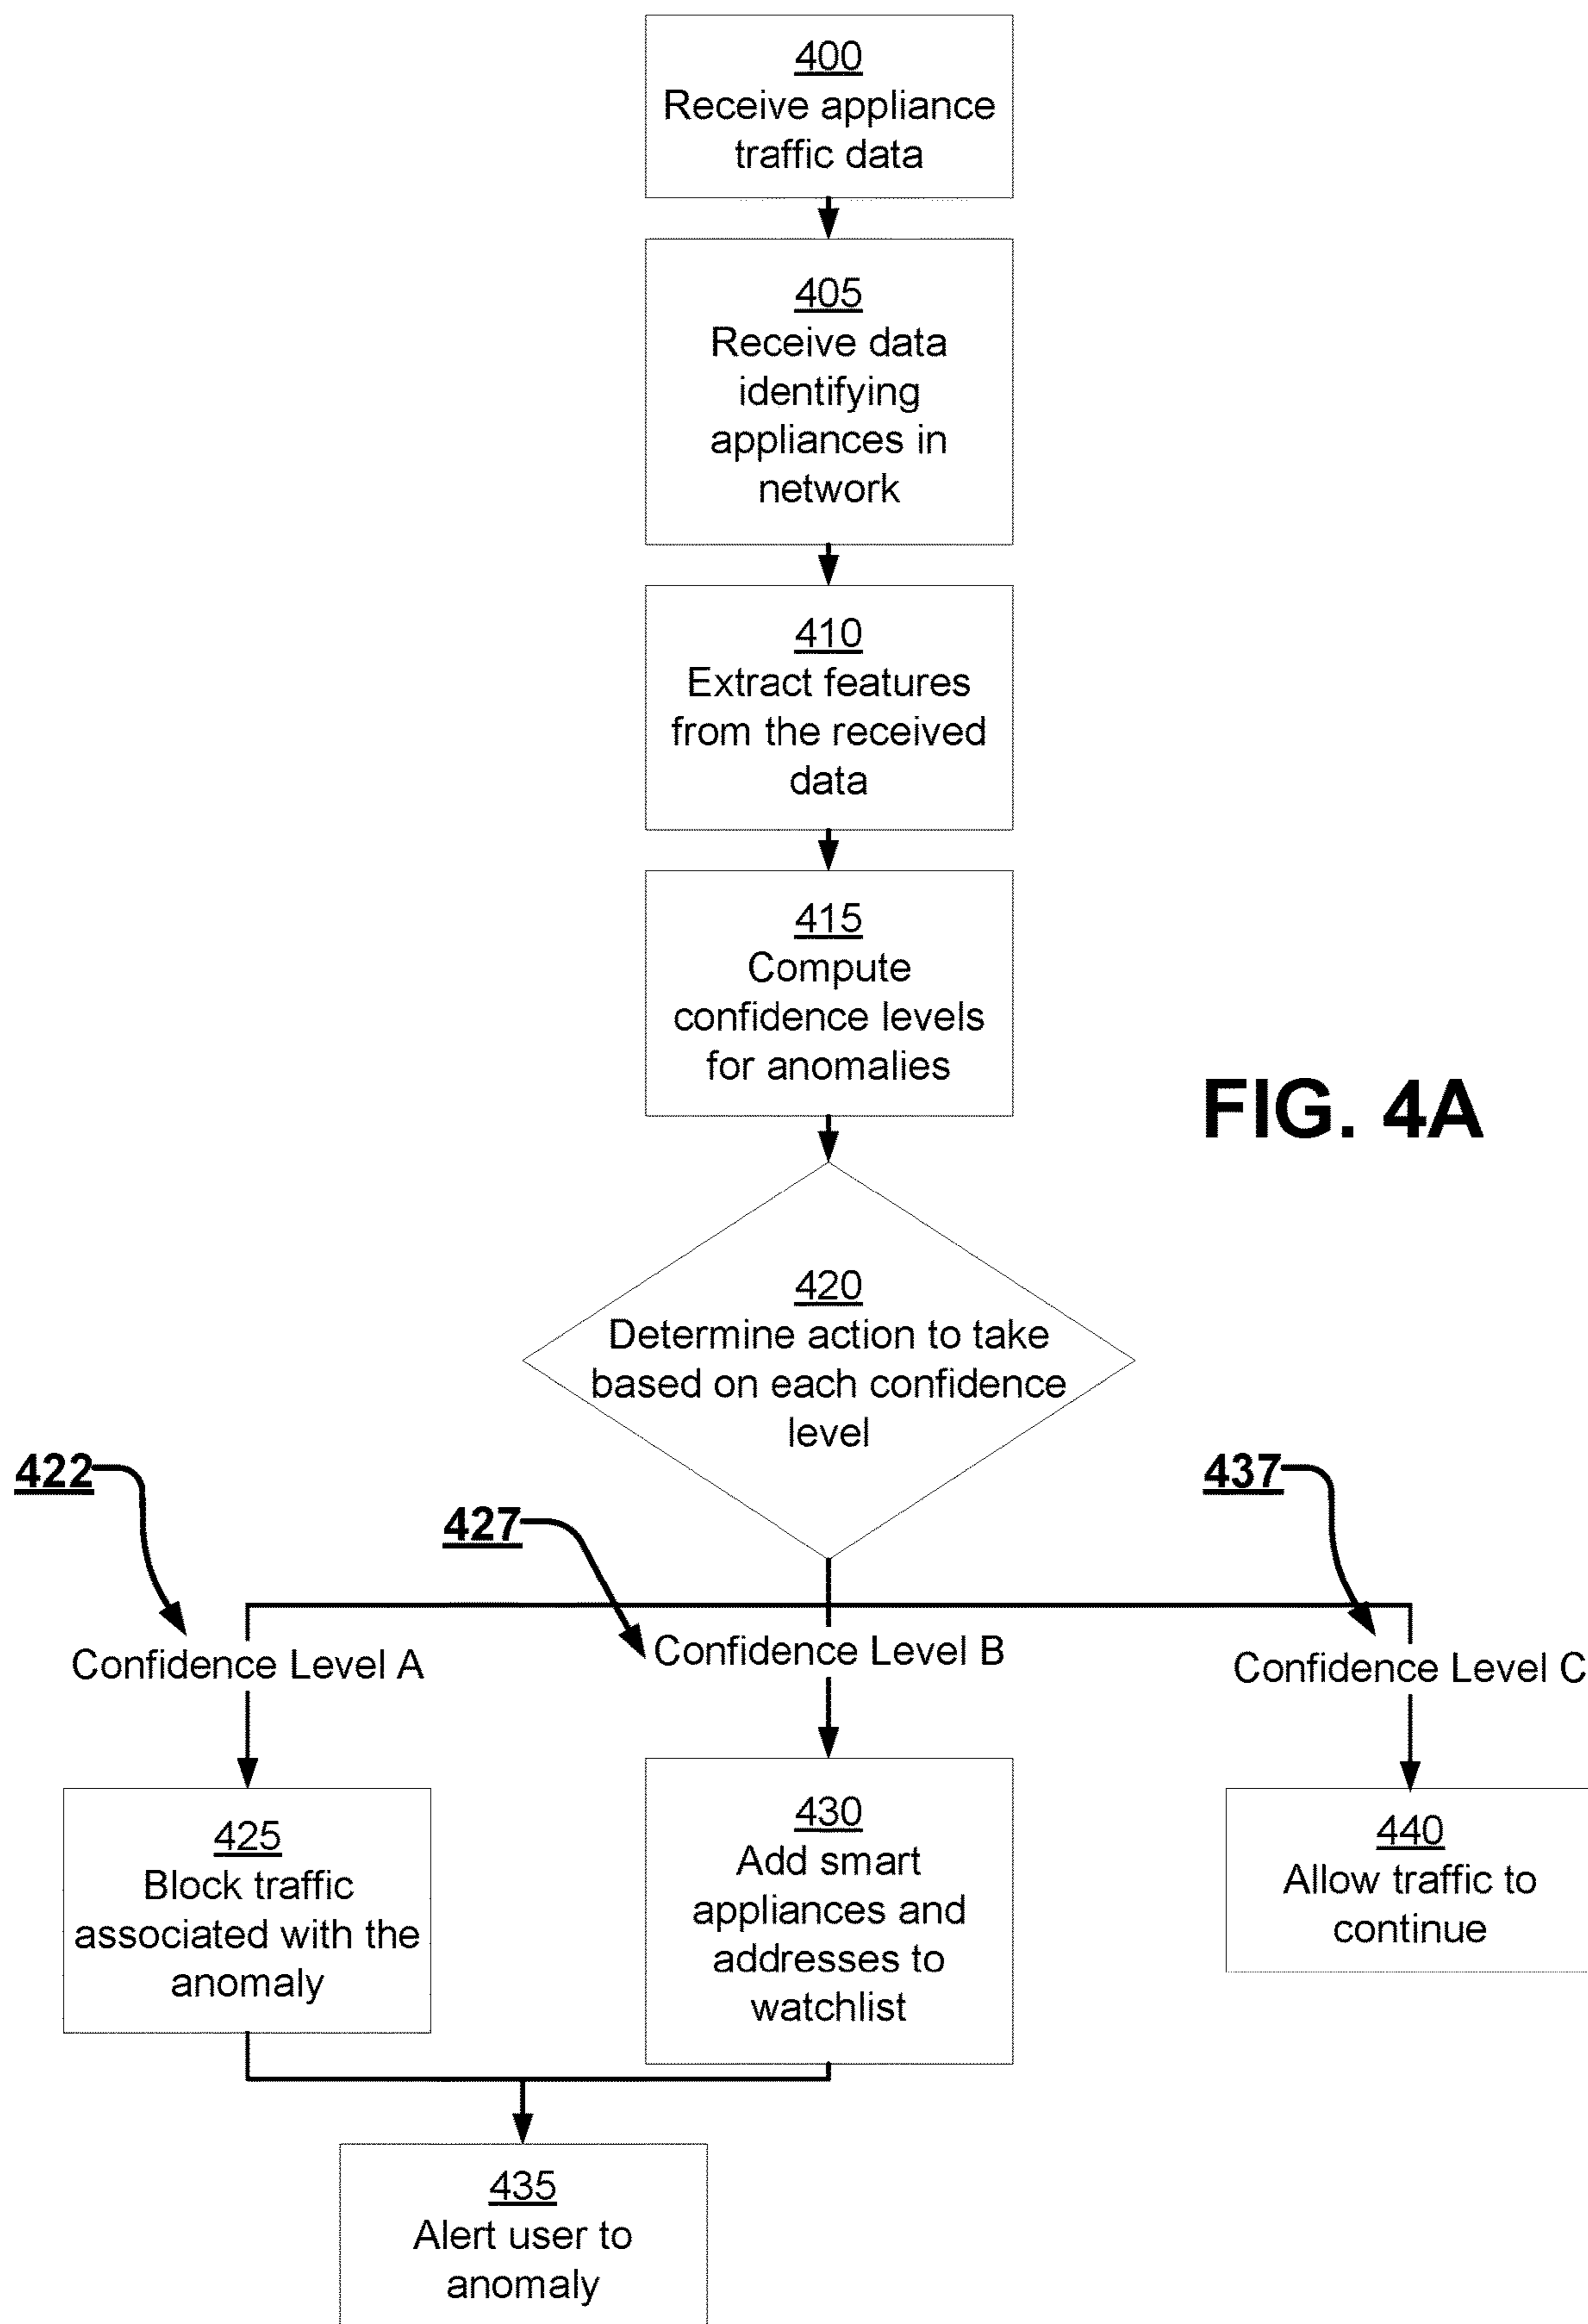 400
Receive appliance
traffic data
405
Receive data
identifying
appliances in
network
410
Extract features
from the received
data
415
Compute
confidence levels
for anomalies
FIG. 4A
420
Determine action to take
based on each confidence
level
422
427
437
Confidence Level A
Confidence Level B
Confidence Level C
425
Block traffic
associated with the
anomaly
430
Add smart
appliances and
addresses to
watchlist
440
Allow traffic to
continue
435
Alert user to
anomaly